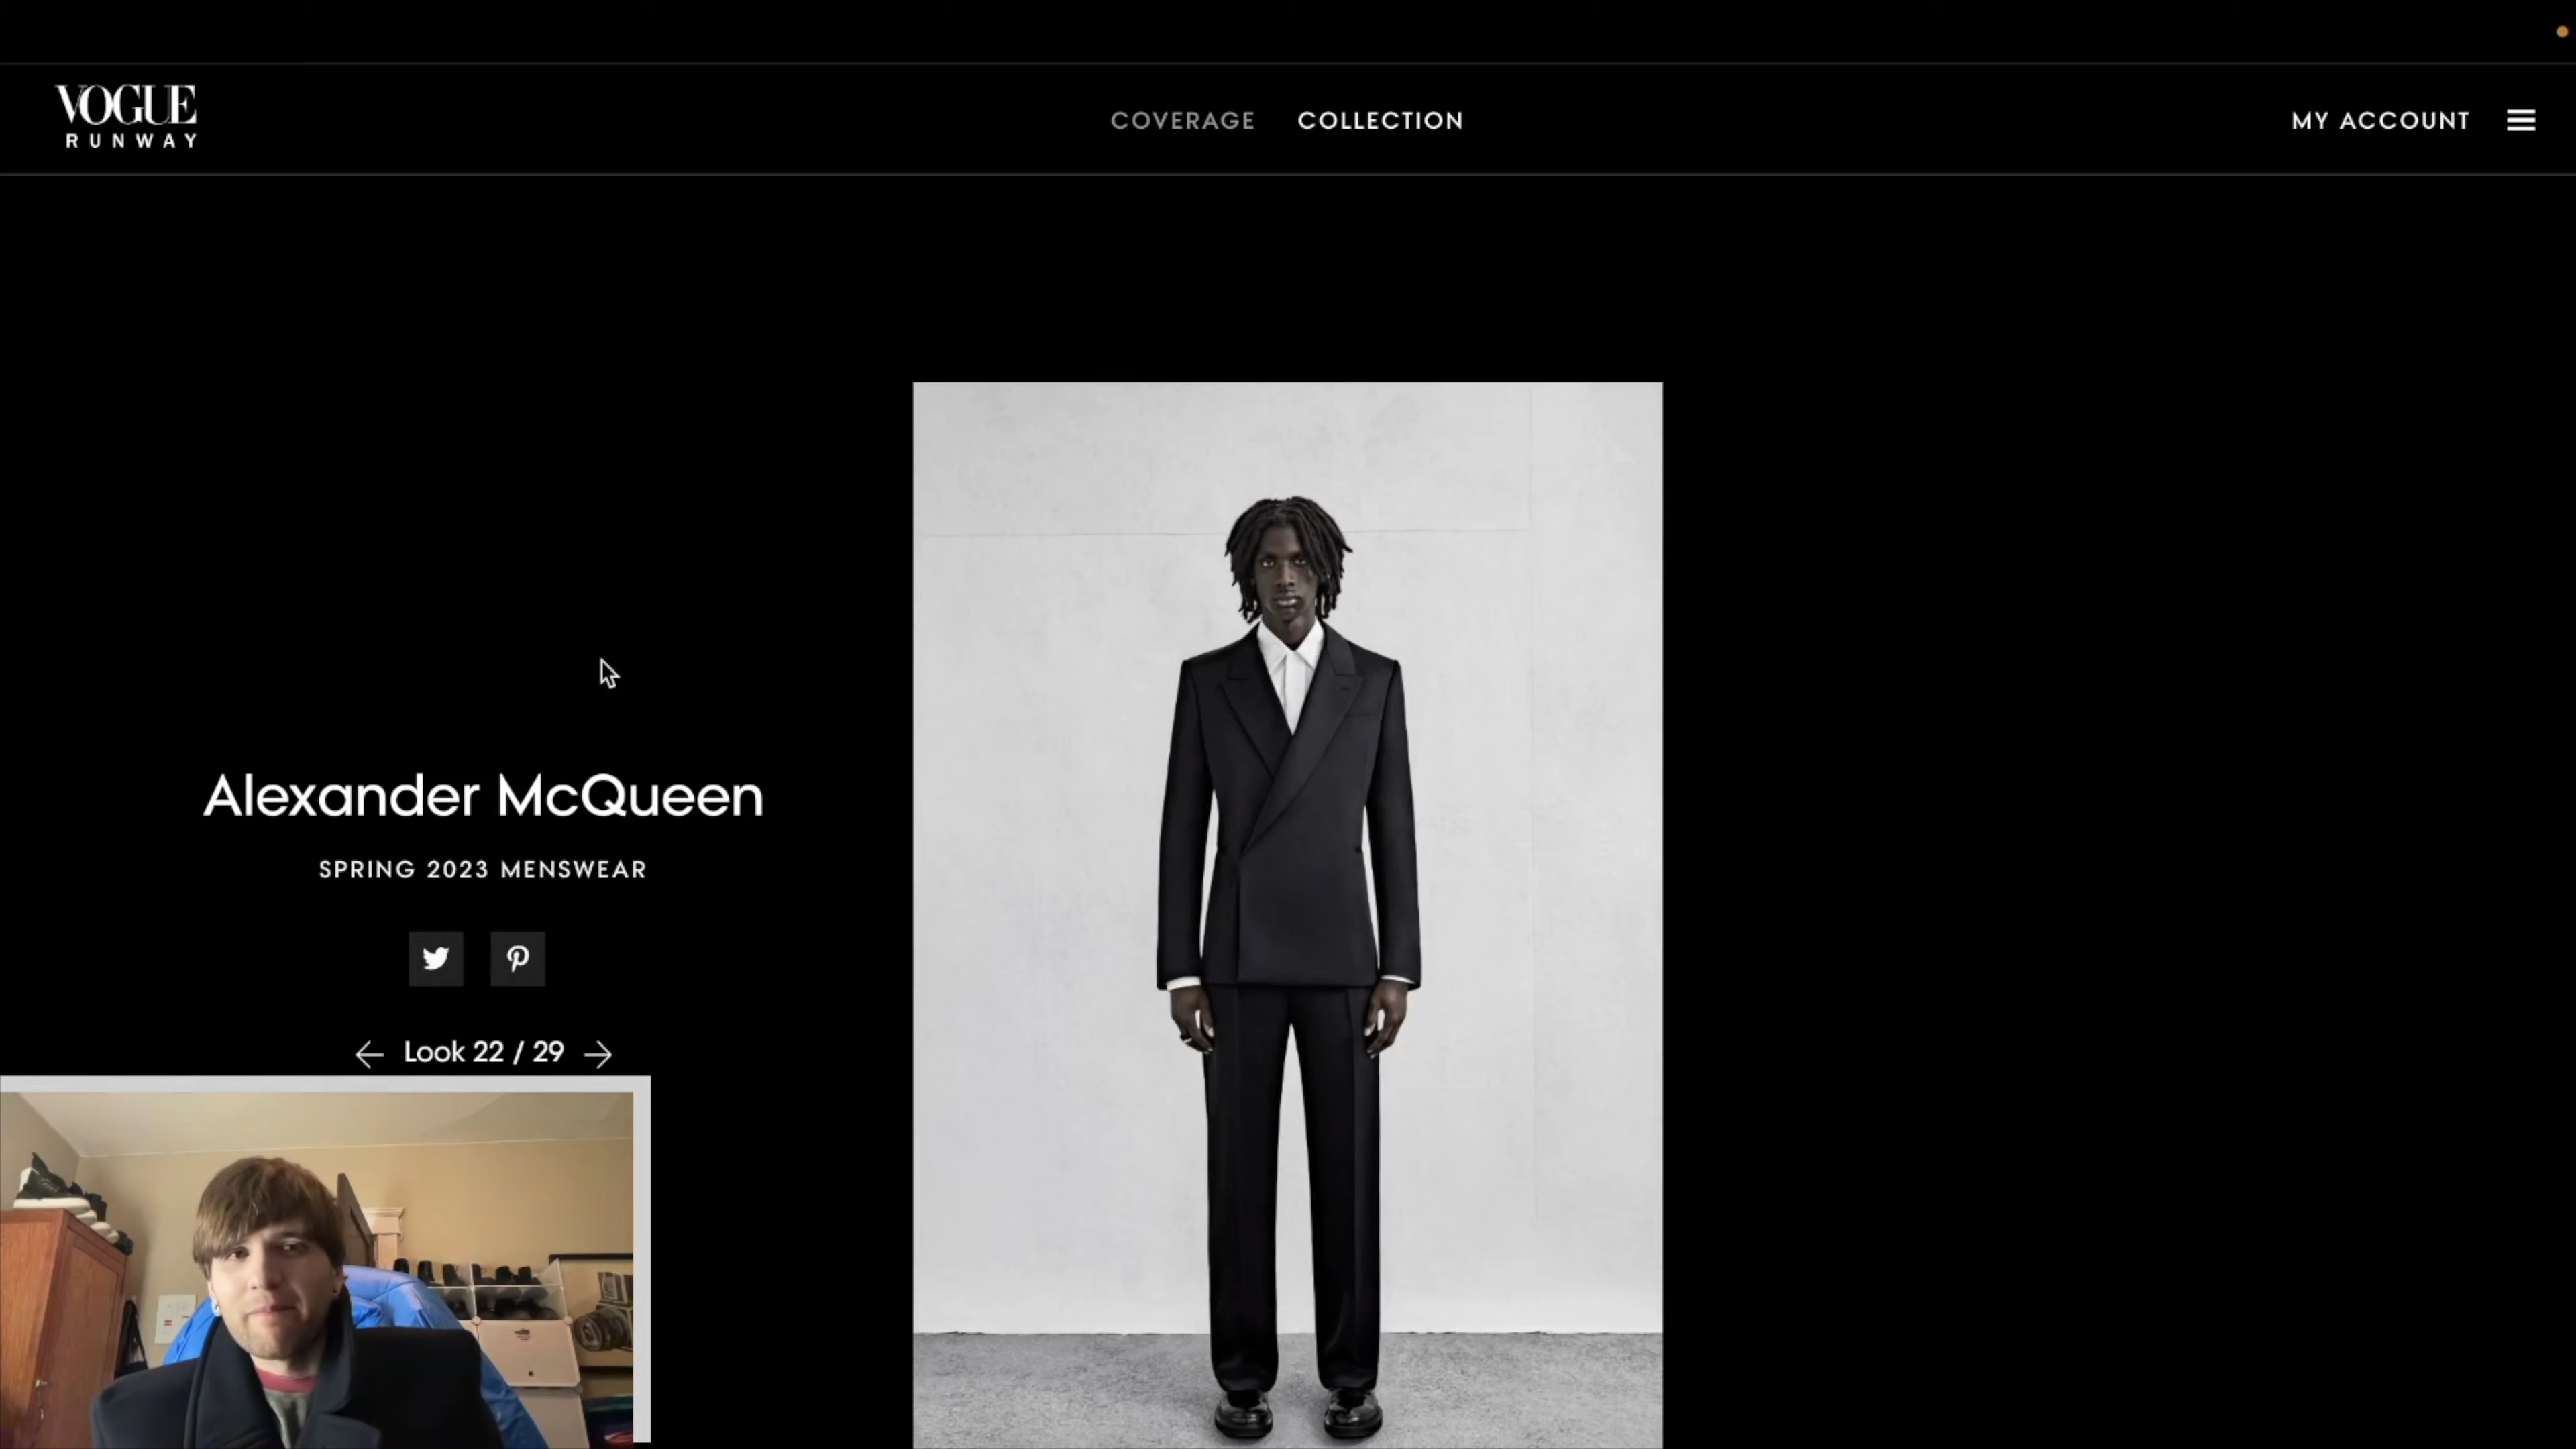 VOGUE
RUNWAY
COVERAGE COLLECTION
MY ACCOUNT
Alexander McQueen
SPRING 2023 MENSWEAR
Look 22 / 29